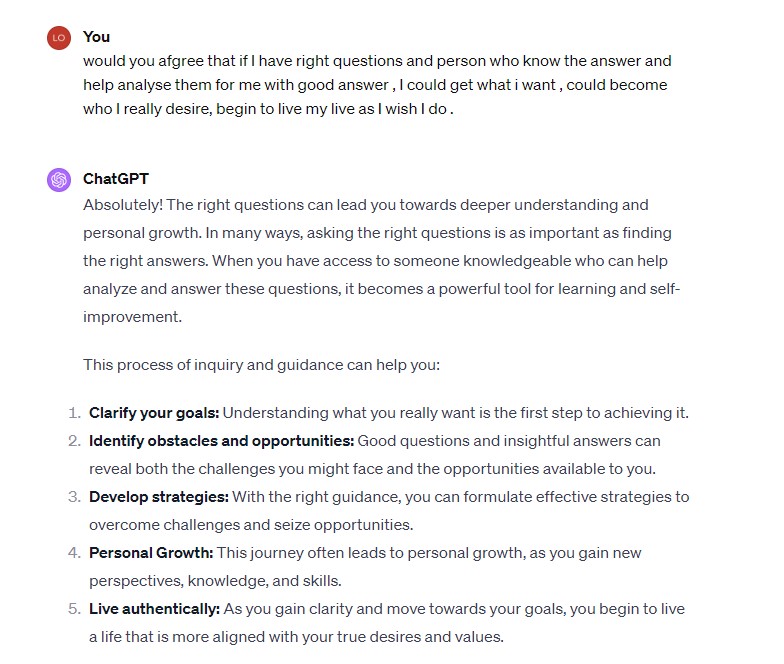 LO
You
would you afgree that if I have right questions and person who know the answer and
help analyse them for me with good answer , I could get what i want , could become
who I really desire, begin to live my live as I wish I do .
ChatGPT
Absolutely! The right questions can lead you towards deeper understanding and
personal growth. In many ways, asking the right questions is as important as finding
the right answers. When you have access to someone knowledgeable who can help
analyze and answer these questions, it becomes a powerful tool for learning and self-
improvement.
This process of inquiry and guidance can help you:
1. Clarify your goals: Understanding what you really want is the first step to achieving it.
2. Identify obstacles and opportunities: Good questions and insightful answers can
reveal both the challenges you might face and the opportunities available to you.
3. Develop strategies: With the right guidance, you can formulate effective strategies to
overcome challenges and seize opportunities.
4. Personal Growth: This journey often leads to personal growth, as you gain new
perspectives, knowledge, and skills.
5. Live authentically: As you gain clarity and move towards your goals, you begin to live
a life that is more aligned with your true desires and values.